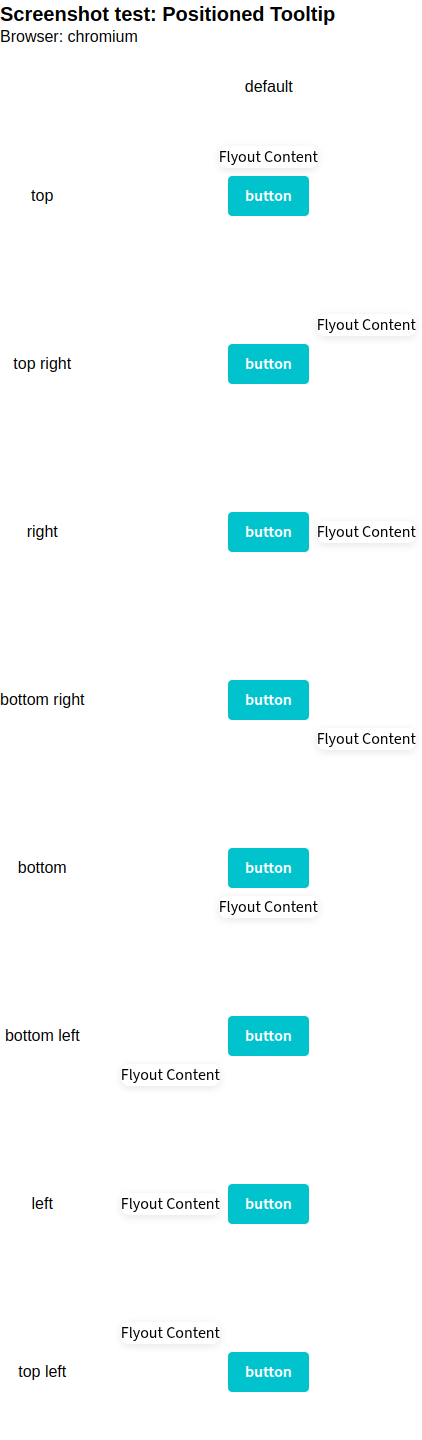 Screenshot test: Positioned Tooltip
Browser: chromium
default
Flyout Content
top button
Flyout Content
top right button
right button Flyout Content
bottom right button
Flyout Content
bottom button
Flyout Content
bottom left button
Flyout Content
left Flyout Content button
Flyout Content
top left button